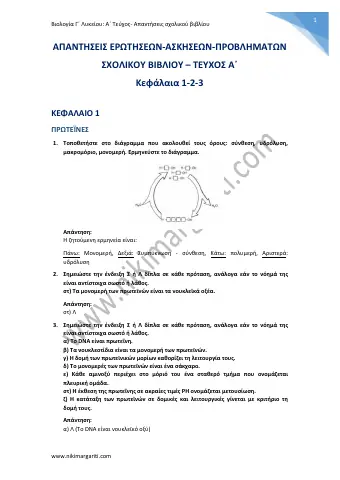 Βιολογία Γ΄ Λυκείου: Α΄ Τεύχος- Απαντήσεις σχολικού βιβλίου
1
ΑΠΑΝΤΗΣΕΙΣ ΕΡΩΤΗΣΕΩΝ-ΑΣΚΗΣΕΩΝ-ΠΡΟΒΛΗΜΑΤΩΝ
ΣΧΟΛΙΚΟΥ ΒΙΒΛΙΟΥ – ΤΕΥΧΟΣ Α΄
Κεφάλαια 1-2-3
ΚΕΦΑΛΑΙΟ 1
ΠΡΩΤΕΪΝΕΣ
1. Τοποθετήστε στο διάγραμμα που ακολουθεί τους όρους: σύνθεση, υδρόλυση,
μακρομόριο, μονομερή. Ερμηνεύστε το διάγραμμα.
Απάντηση:
Η ζητούμενη ερμηνεία είναι:
Πάνω: Μονομερή, Δεξιά: συμπύκνωση - σύνθεση, Κάτω: πολυμερή, Αριστερά:
υδρόλυση
2. Σημειώστε την ένδειξη Σ ή Λ δίπλα σε κάθε πρόταση, ανάλογα εάν το νόημά της
είναι αντίστοιχα σωστό ή λάθος.
στ) Τα μονομερή των πρωτεϊνών είναι τα νουκλεϊκά οξέα.
Απάντηση:
στ) Λ
3. Σημειώστε την ένδειξη Σ ή Λ δίπλα σε κάθε πρόταση, ανάλογα εάν το νόημά της
είναι αντίστοιχα σωστό ή λάθος.
α) Το DNA είναι πρωτεΐνη.
β) Τα νουκλεοτίδια είναι τα μονομερή των πρωτεϊνών.
γ) Η δομή των πρωτεϊνικών μορίων καθορίζει τη λειτουργία τους.
δ) Το μονομερές των πρωτεϊνών είναι ένα σάκχαρο.
ε) Κάθε αμινοξύ περιέχει στο μόριό του ένα σταθερό τμήμα που ονομάζεται
πλευρική ομάδα.
στ) Η έκθεση της πρωτεΐνης σε ακραίες τιμές PH ονομάζεται μετουσίωση.
ζ) Η κατάταξη των πρωτεϊνών σε δομικές και λειτουργικές γίνεται με κριτήριο τη
δομή τους.
Απάντηση:
α) Λ (Το DNA είναι νουκλεϊκό οξύ)
www.nikimargariti.com
www.nikimargariti.com